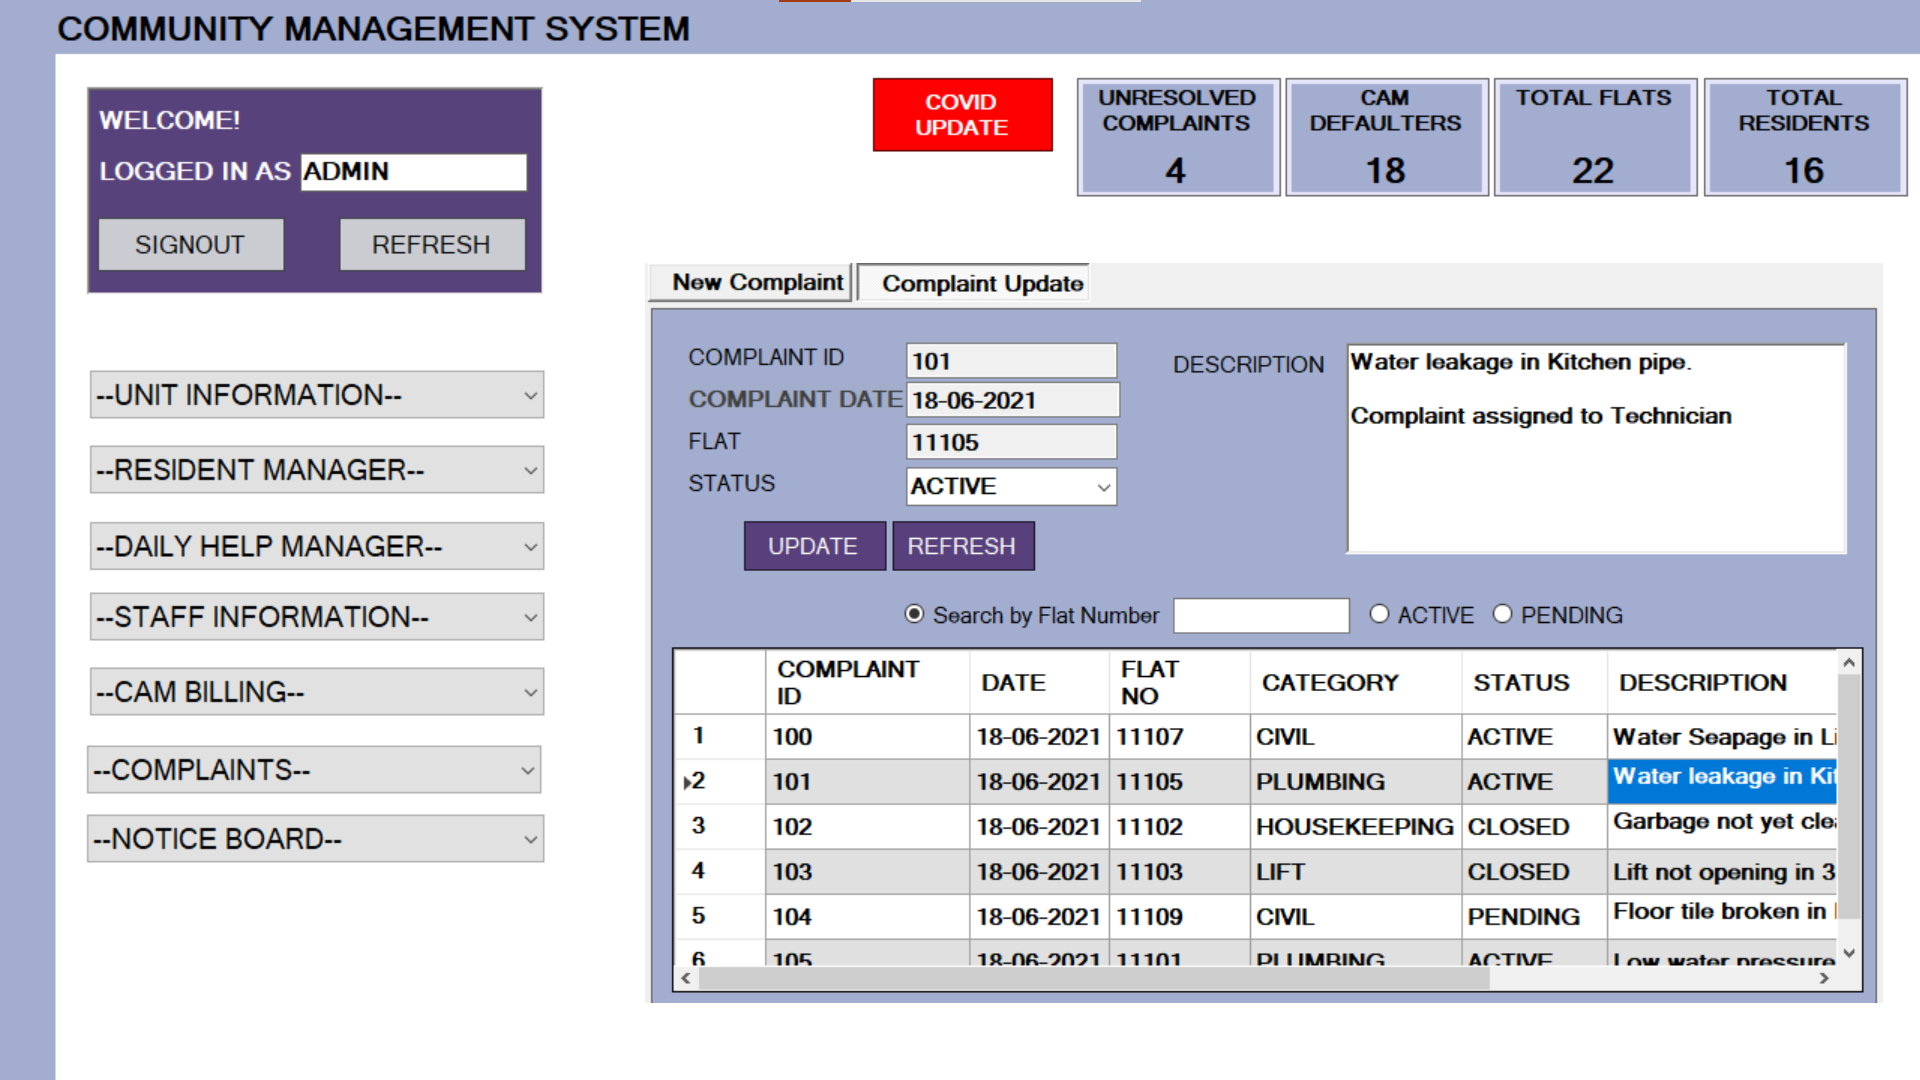 COMMUNITY MANAGEMENT SYSTEM
WELCOME!
LOGGED IN AS ADMIN
SIGNOUT REFRESH
COVID
UPDATE
UNRESOLVED
COMPLAINTS
4
CAM
DEFAULTERS
18
TOTAL FLATS
22
TOTAL
RESIDENTS
16
--UNIT INFORMATION--
--RESIDENT MANAGER--
--DAILY HELP MANAGER--
--STAFF INFORMATION--
--CAM BILLING--
--COMPLAINTS--
--NOTICE BOARD--
New Complaint Complaint Update
COMPLAINT ID 101
COMPLAINT DATE 18-06-2021
FLAT 11105
STATUS ACTIVE
UPDATE REFRESH
DESCRIPTION Water leakage in Kitchen pipe.
Complaint assigned to Technician
Search by Flat Number ACTIVE PENDING
COMPLAINT ID DATE FLAT NO CATEGORY STATUS DESCRIPTION
1 100 18-06-2021 11107 CIVIL ACTIVE Water Seapage in Li
2 101 18-06-2021 11105 PLUMBING ACTIVE Water leakage in Kit
3 102 18-06-2021 11102 HOUSEKEEPING CLOSED Garbage not yet clea
4 103 18-06-2021 11103 LIFT CLOSED Lift not opening in 3
5 104 18-06-2021 11109 CIVIL PENDING Floor tile broken in
6 105 18-06-2021 11101 PLUMBING ACTIVE Low water pressure